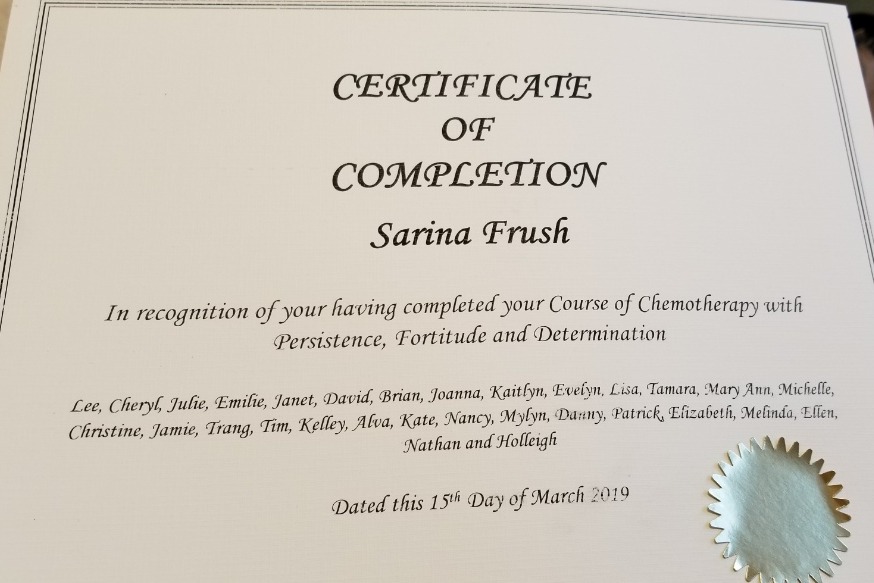 CERTIFICATE
OF
COMPLETION
Sarina Frush
In recognition of your having completed your Course of Chemotherapy with
Persistence, Fortitude and Determination
Lee, Cheryl, Julie, Emilie, Janet, David, Brian, Joanna, Kaitlyn, Evelyn, Lisa, Tamara, Mary Ann, Michelle,
Christine, Jamie, Trang, Tim, Kelley, Alva, Kate, Nancy, Mylyn, Danny, Patrick, Elizabeth, Melinda, Ellen,
Nathan and Holleigh
Dated this 15th Day of March 2019